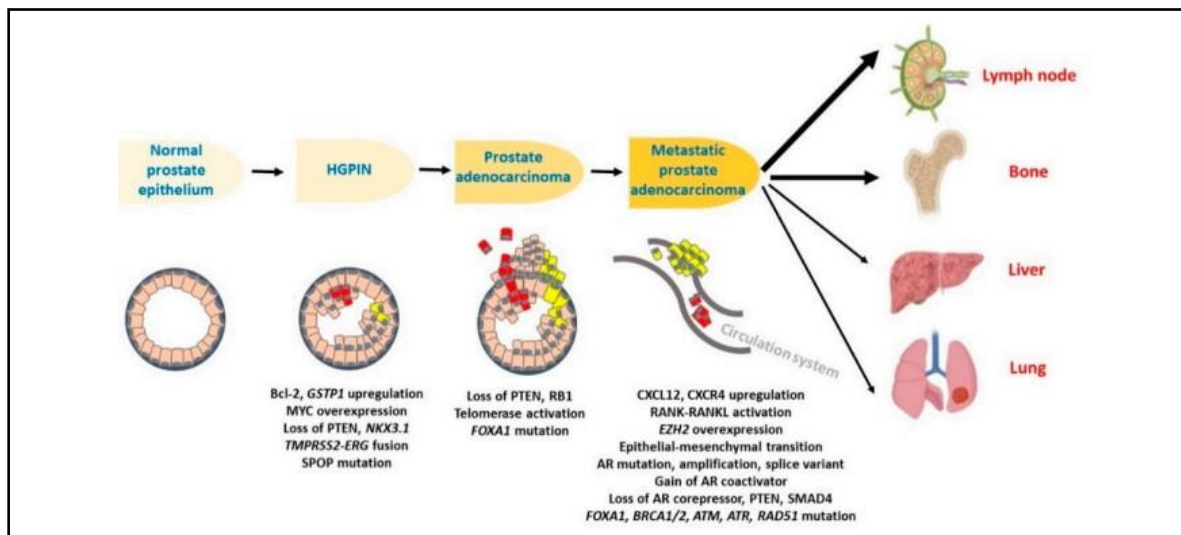 Normal
prostate
epithelium
HGPIN
Prostate
adenocarcinoma
Metastatic
prostate
adenocarcinoma
Lymph node
Bone
Liver
Lung
Circulation system
Bcl-2, GSTP1 upregulation
MYC overexpression
Loss of PTEN, NKX3.1
TMPRSS2-ERG fusion
SPOP mutation
Loss of PTEN, RB1
Telomerase activation
FOXA1 mutation
CXCL12, CXCR4 upregulation
RANK-RANKL activation
EZH2 overexpression
Epithelial-mesenchymal transition
AR mutation, amplification, splice variant
Gain of AR coactivator
Loss of AR corepressor, PTEN, SMAD4
FOXA1, BRCA1/2, ATM, ATR, RAD51 mutation